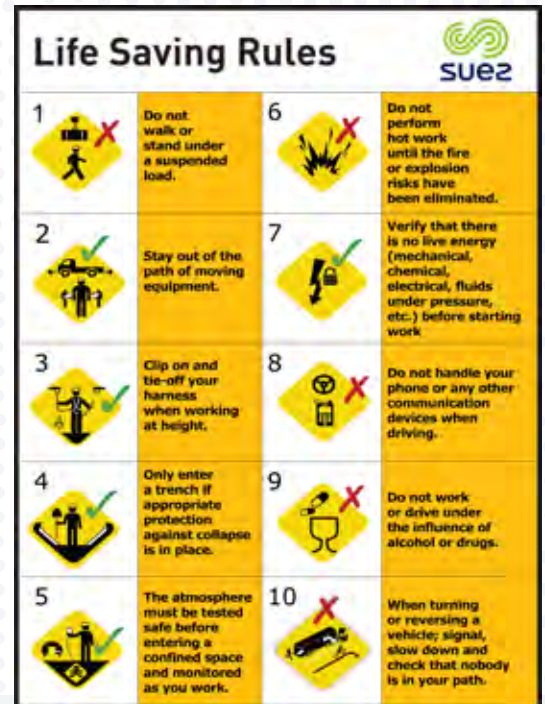 Life Saving Rules
suez
1
Do not
walk or
stand under
a suspended
load.
2
Stay out of the
path of moving
equipment.
3
Clip on and
tie-off your
harness
when working
at height.
4
Only enter
a trench if
appropriate
protection
against collapse
is in place.
5
The atmosphere
must be tested
safe before
entering a
confined space
and monitored
as you work.
6
Do not
perform
hot work
until the fire
or explosion
risks have
been eliminated.
7
Verify that there
is no live energy
(mechanical,
chemical,
electrical, fluids
under pressure,
etc.) before starting
work
8
Do not handle your
phone or any other
communication
devices when
driving.
9
Do not work
or drive under
the influence of
alcohol or drugs.
10
When turning
or reversing a
vehicle; signal,
slow down and
check that nobody
is in your path.